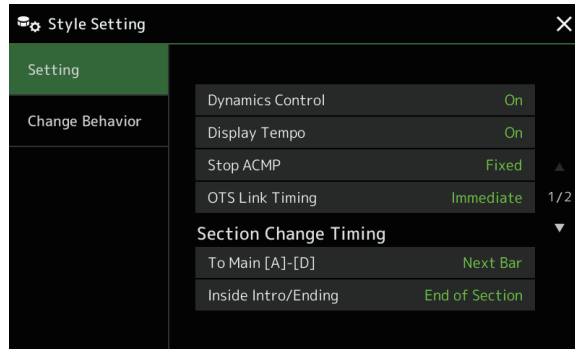 Style Setting
Setting
Change Behavior
Dynamics Control On
Display Tempo On
Stop ACMP Fixed
OTS Link Timing Immediate
1/2
Section Change Timing
To Main [A]-[D] Next Bar
Inside Intro/Ending End of Section